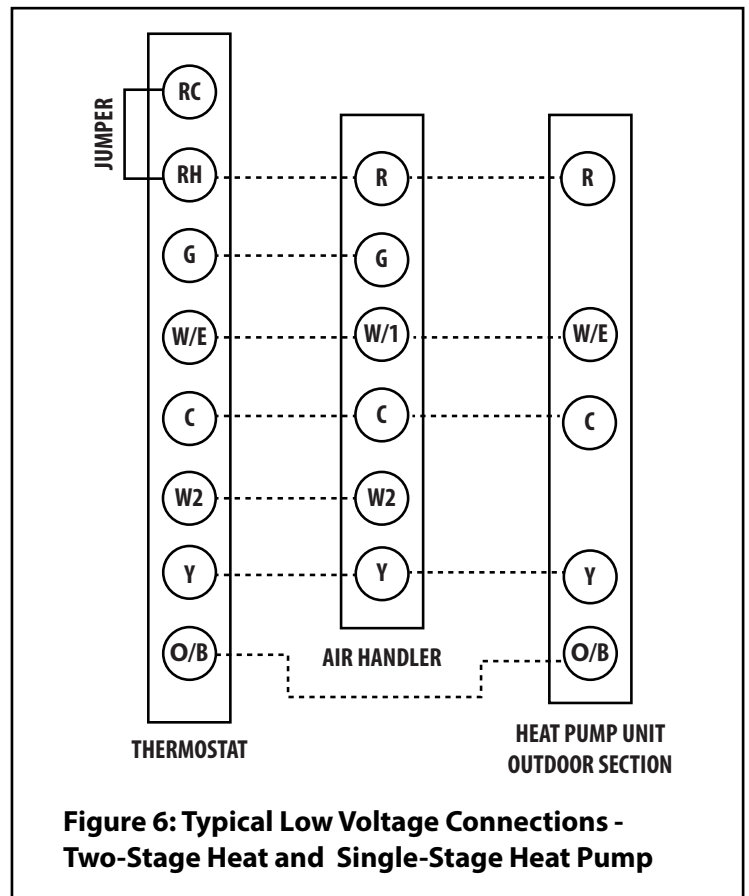 JUMPER
RC
RH
G
W/E
C
W2
Y
O/B
THERMOSTAT
R
G
W/1
C
W2
Y
AIR HANDLER
R
W/E
C
Y
O/B
HEAT PUMP UNIT
OUTDOOR SECTION
Figure 6: Typical Low Voltage Connections -
Two-Stage Heat and Single-Stage Heat Pump